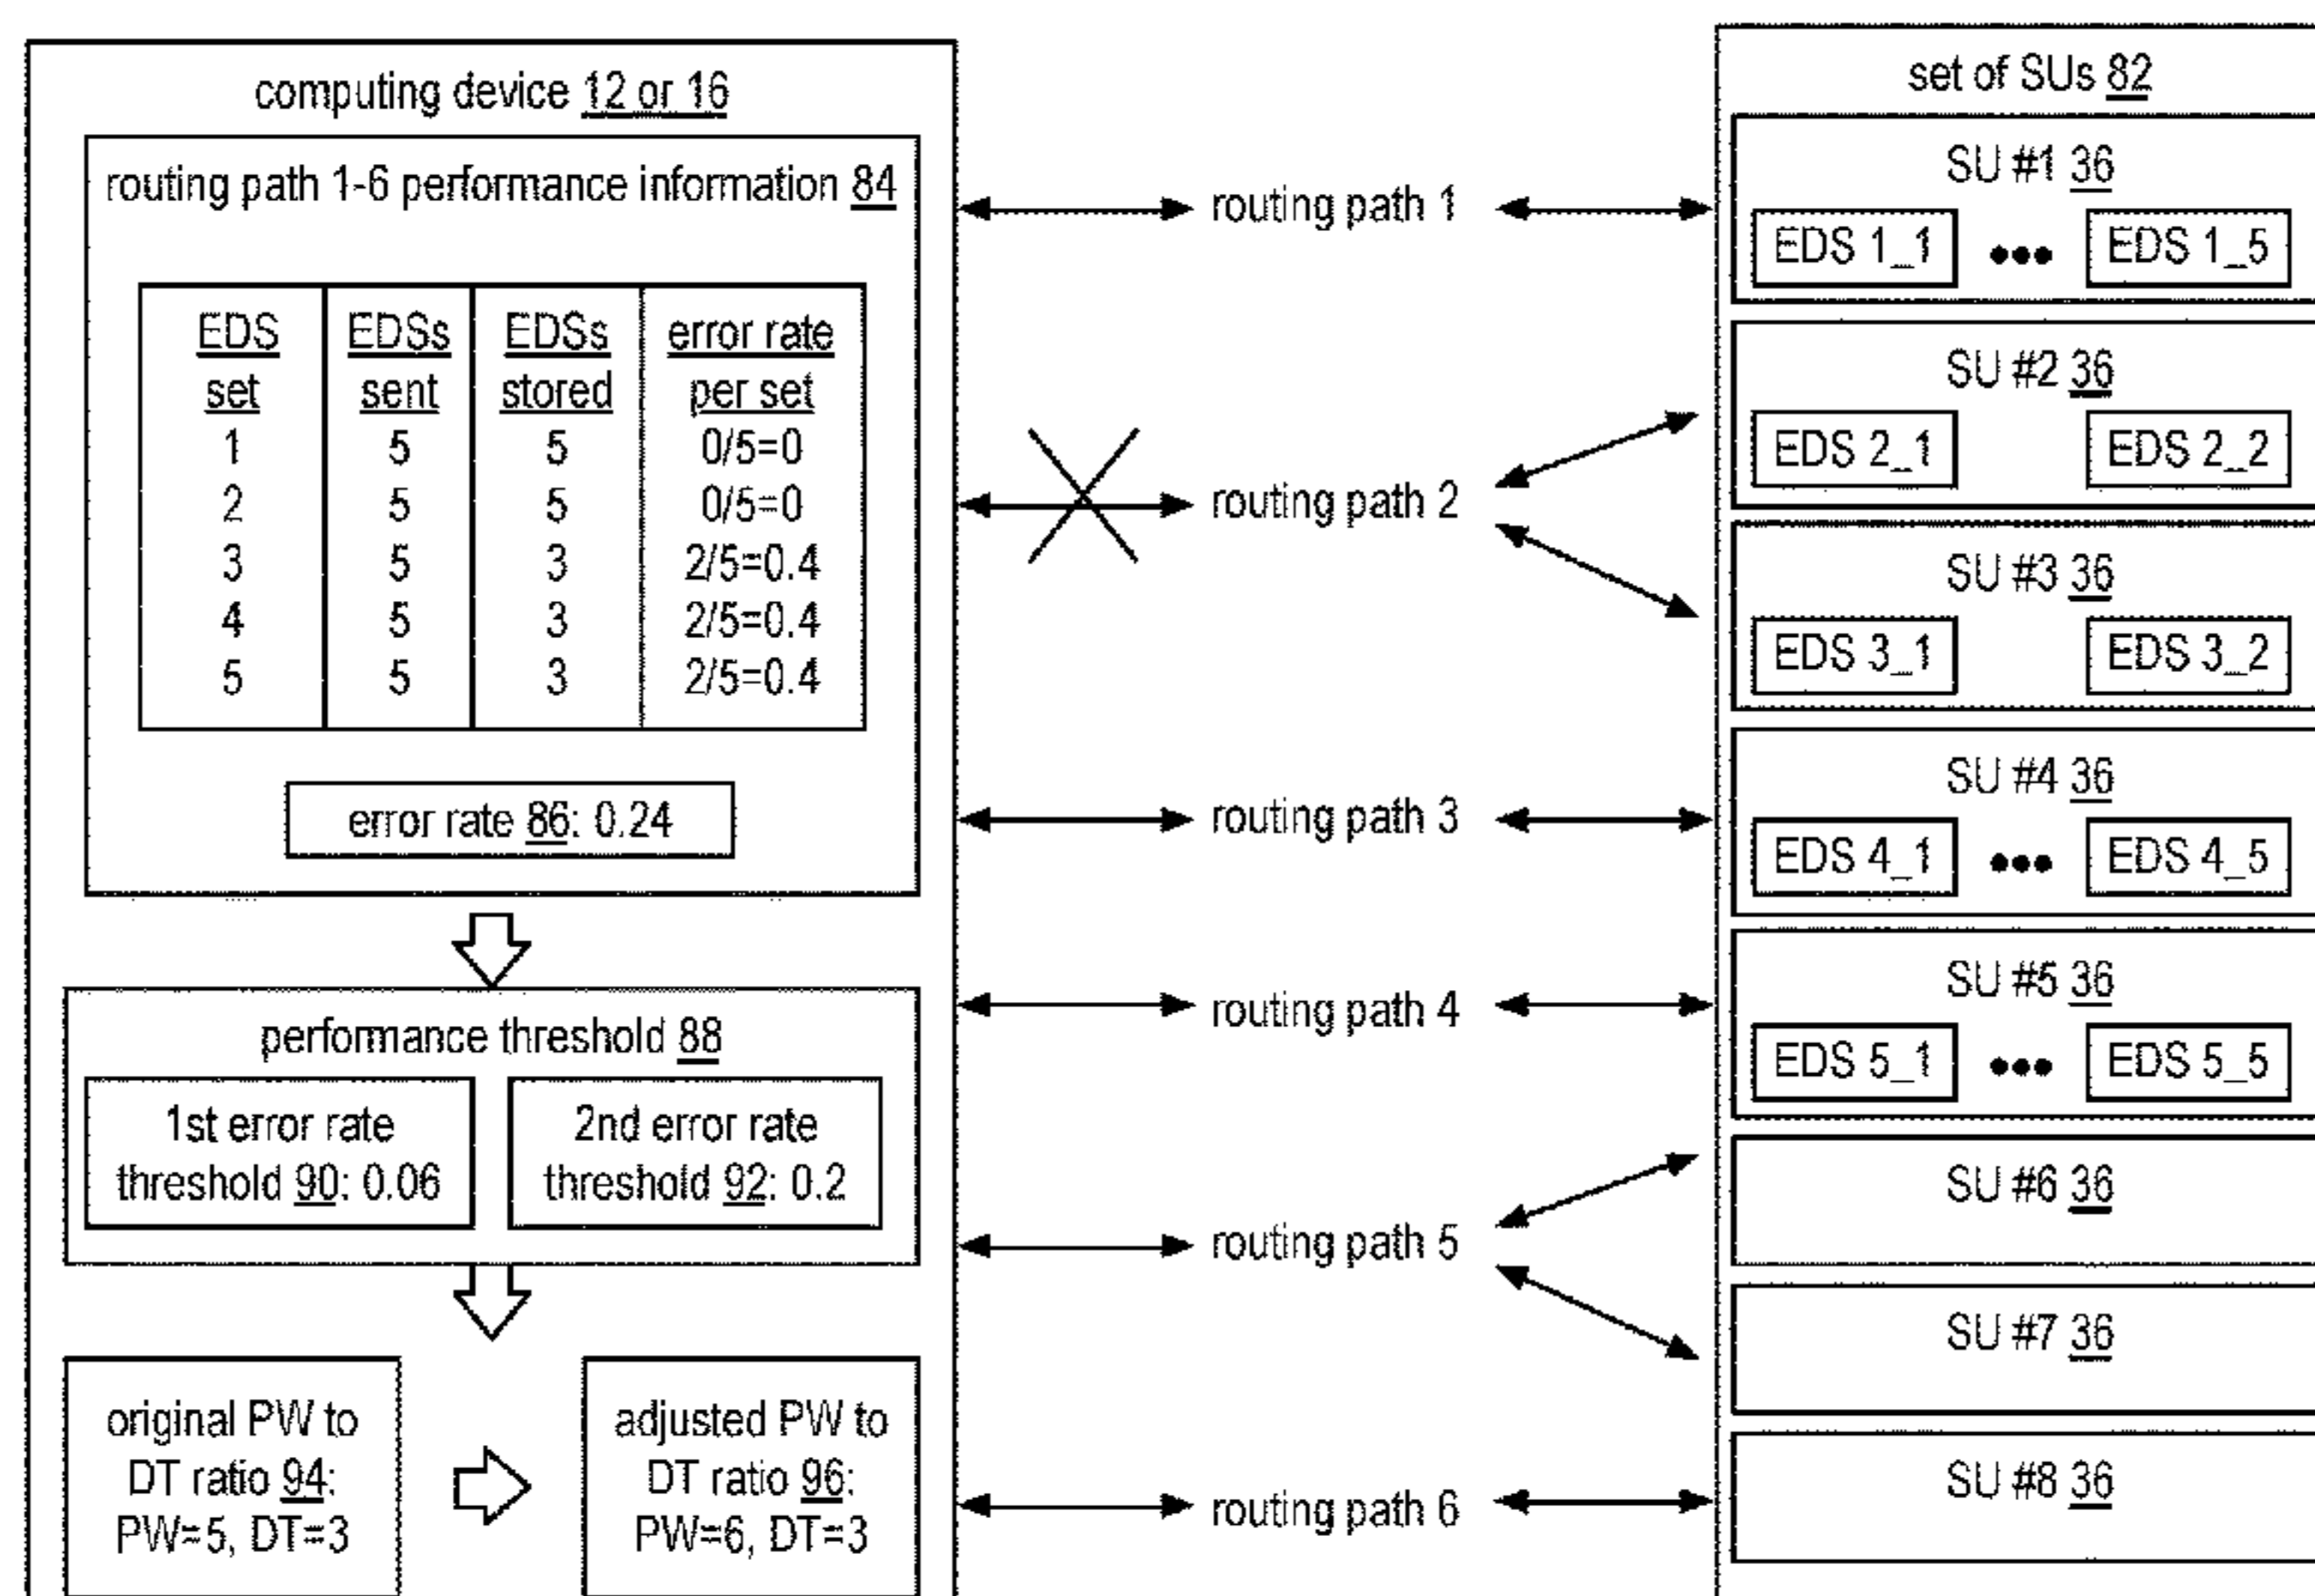 computing device 12 or 16
routing path 1-6 performance information 84
EDS set EDSs sent EDSs stored error rate per set
1 5 5 0/5=0
2 5 5 0/5=0
3 5 3 2/5=0.4
4 5 3 2/5=0.4
5 5 3 2/5=0.4
error rate 86: 0.24
performance threshold 88
1st error rate
threshold 90: 0.06
2nd error rate
threshold 92: 0.2
original PW to
DT ratio 94:
PW=5, DT=3
adjusted PW to
DT ratio 96:
PW=6, DT=3
routing path 1
routing path 2
routing path 3
routing path 4
routing path 5
routing path 6
set of SUs 82
SU #1 36
EDS 1_1 ••• EDS 1_5
SU #2 36
EDS 2_1 EDS 2_2
SU #3 36
EDS 3_1 EDS 3_2
SU #4 36
EDS 4_1 ••• EDS 4_5
SU #5 36
EDS 5_1 ••• EDS 5_5
SU #6 36
SU #7 36
SU #8 36